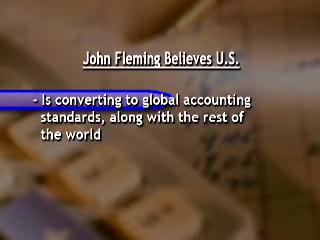 John Fleming Believes U.S.
- Is converting to global accounting
standards, along with the rest of
the world